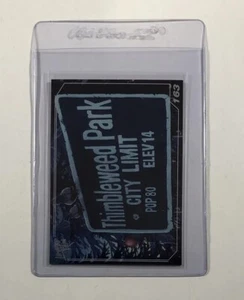 Thimbleweed Park
CITY LIMIT
POP 80 ELEV 14
/163